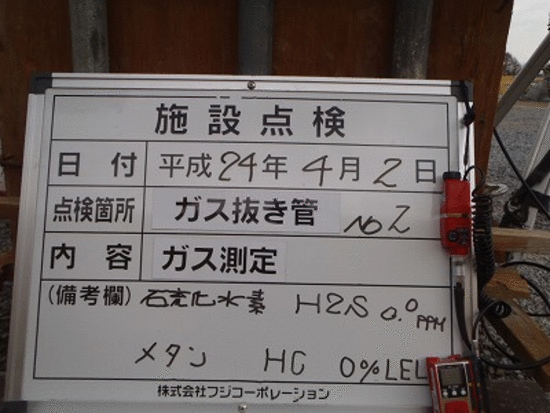 施設点検
日付 平成24年4月2日
点検箇所 ガス抜き管 No2
内容 ガス測定
(備考欄) 硫化水素 H2S 0.0 PPM
メタン HC 0%LEL
株式会社フジコーポレーション